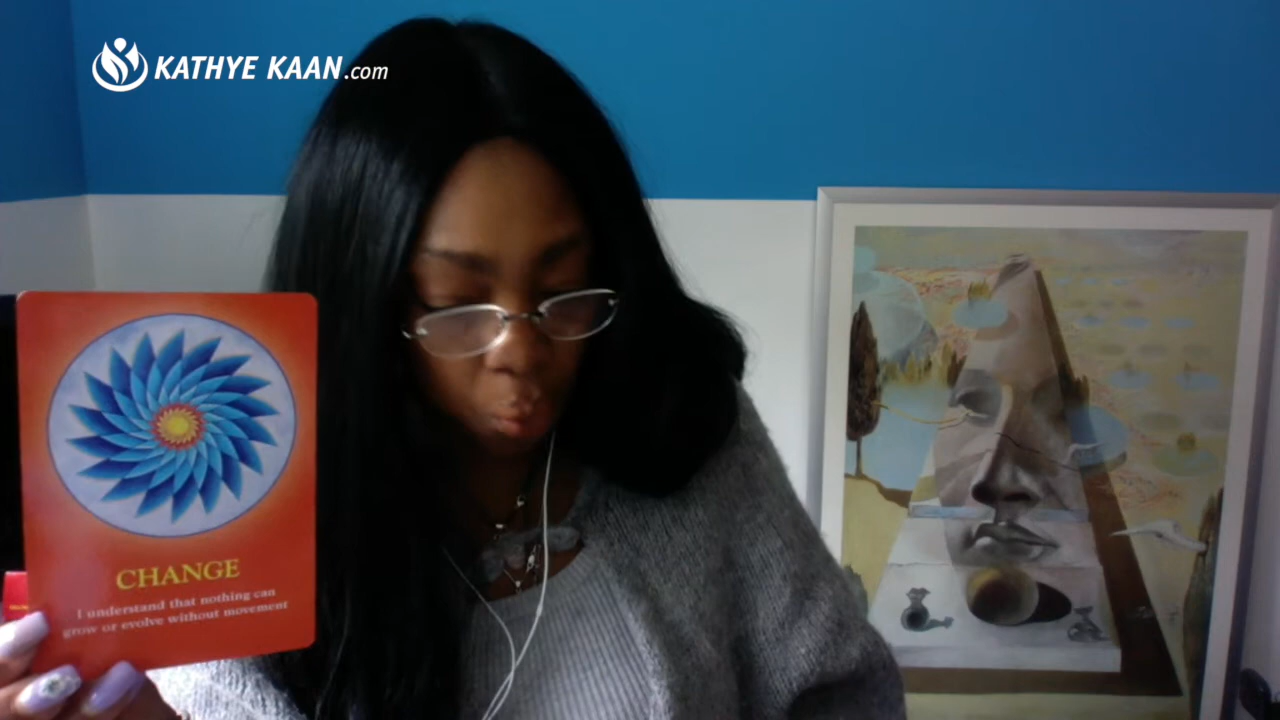 KATHYE KAAN.com
CHANGE
I understand that nothing can
grow or evolve without movement